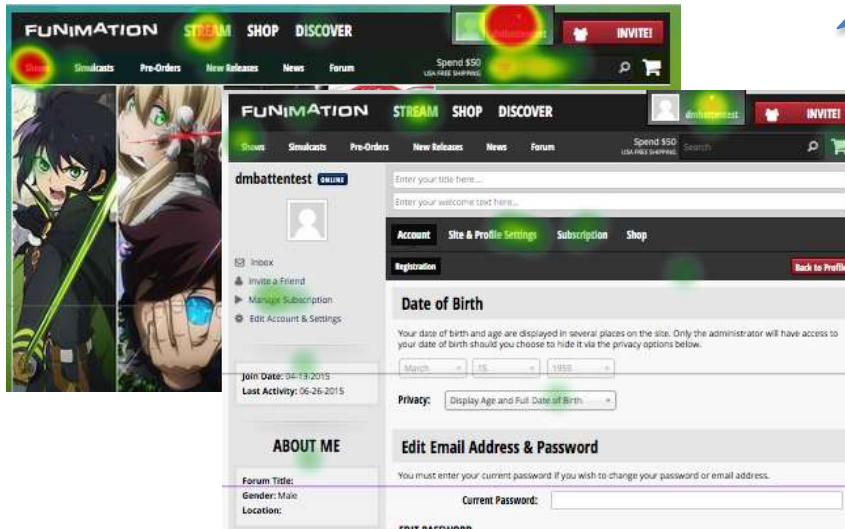 FUNIMATION STREAM SHOP DISCOVER dmbattentest INVITE!
Shows Simulcasts Pre-Orders New Releases News Forum Spend $50
USA FREE SHIPPING
FUNIMATION STREAM SHOP DISCOVER dmbattentest INVITE!
Shows Simulcasts Pre-Orders New Releases News Forum Spend $50
USA FREE SHIPPING Search
dmbattentest ONLINE
Enter your title here...
Enter your welcome text here...
Account Site & Profile Settings Subscription Shop
Registration Back to Profile
Inbox
Invite a Friend
Manage Subscription
Edit Account & Settings
Join Date: 04-13-2015
Last Activity: 06-26-2015
ABOUT ME
Forum Title:
Gender: Male
Location:
Date of Birth
Your date of birth and age are displayed in several places on the site. Only the administrator will have access to
your date of birth should you choose to hide it via the privacy options below.
March 15, 1959
Privacy: Display Age and Full Date of Birth
Edit Email Address & Password
You must enter your current password if you wish to change your password or email address.
Current Password:
EDIT PASSWORD